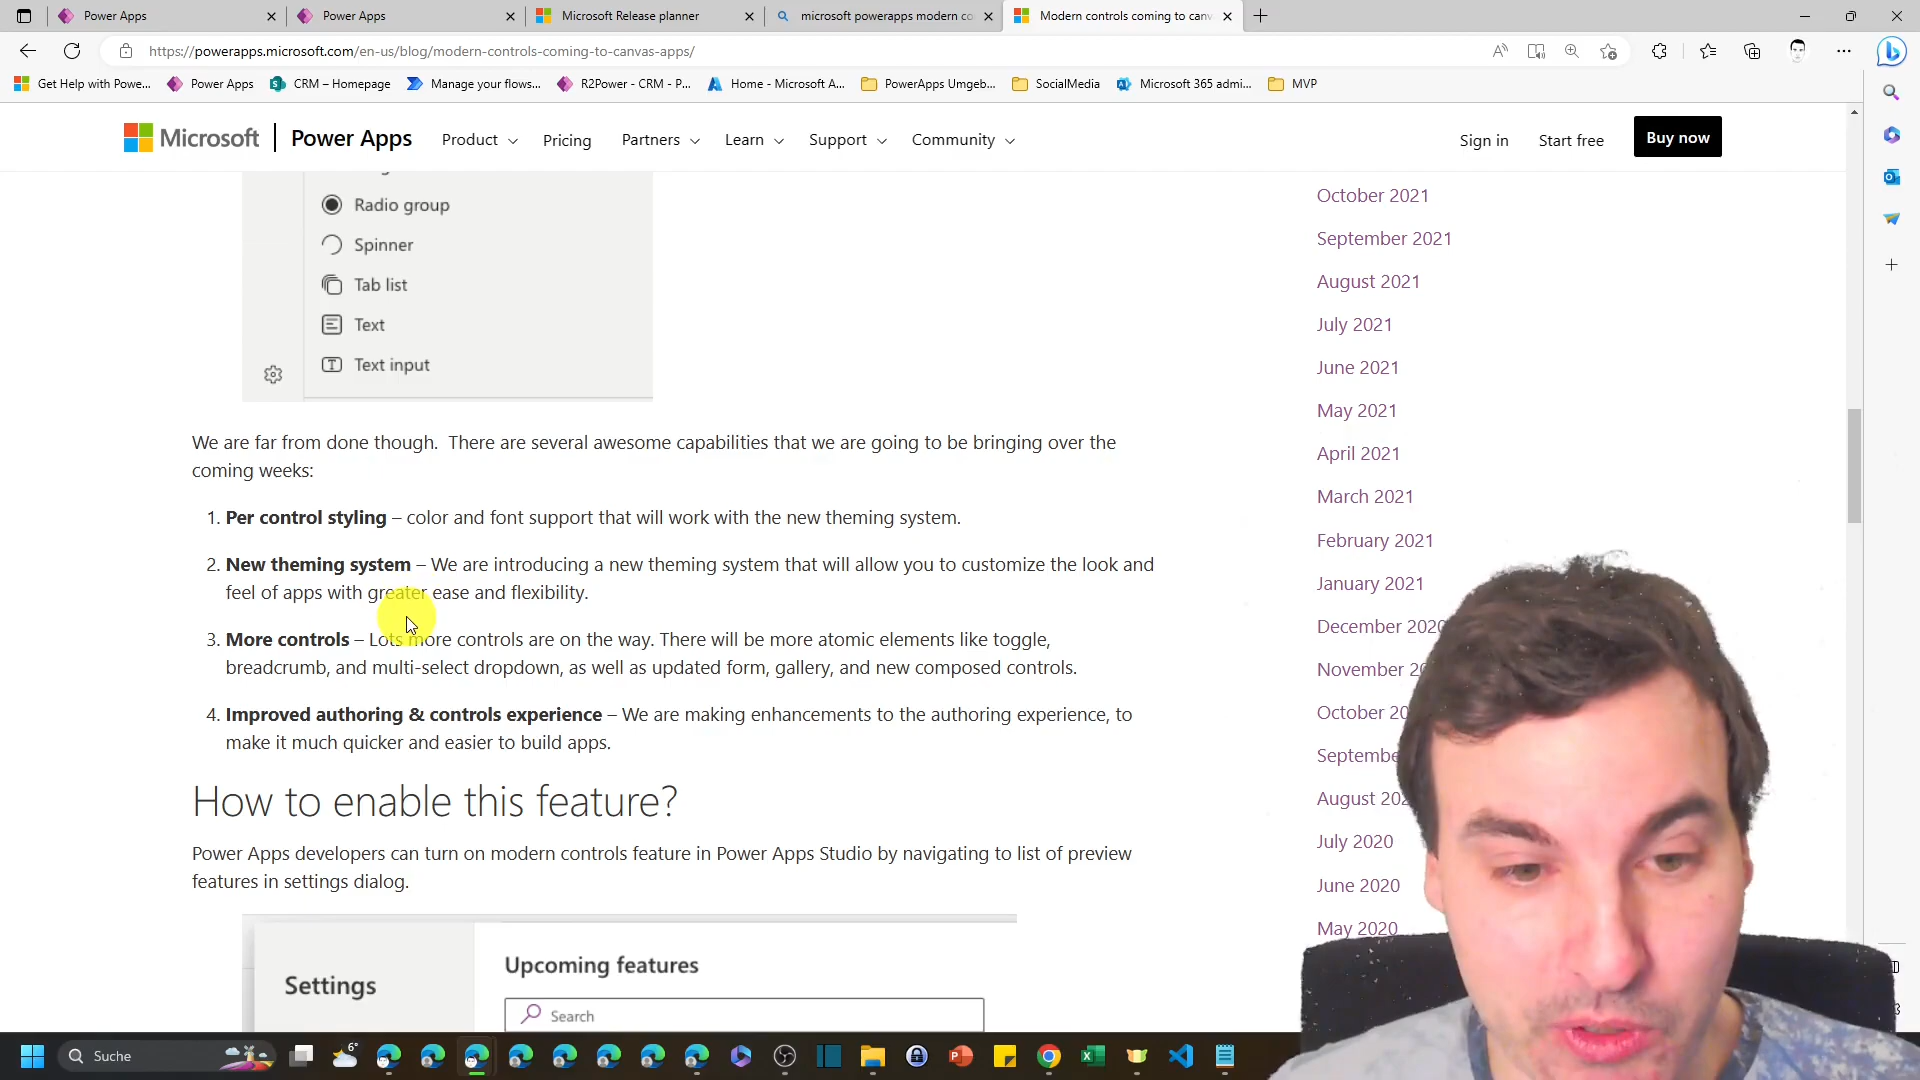 Power Apps
Power Apps
Microsoft Release planner
microsoft powerapps modern co
Modern controls coming to canv
https://powerapps.microsoft.com/en-us/blog/modern-controls-coming-to-canvas-apps/
Get Help with Powe...
Power Apps
CRM – Homepage
Manage your flows...
R2Power - CRM - P...
Home - Microsoft A...
PowerApps Umgeb...
SocialMedia
Microsoft 365 admi...
MVP
Microsoft
Power Apps
Product
Pricing
Partners
Learn
Support
Community
Sign in
Start free
Buy now
Radio group
Spinner
Tab list
Text
Text input
We are far from done though. There are several awesome capabilities that we are going to be bringing over the
coming weeks:
1. Per control styling – color and font support that will work with the new theming system.
2. New theming system – We are introducing a new theming system that will allow you to customize the look and
feel of apps with greater ease and flexibility.
3. More controls – Lots more controls are on the way. There will be more atomic elements like toggle,
breadcrumb, and multi-select dropdown, as well as updated form, gallery, and new composed controls.
4. Improved authoring & controls experience – We are making enhancements to the authoring experience, to
make it much quicker and easier to build apps.
How to enable this feature?
Power Apps developers can turn on modern controls feature in Power Apps Studio by navigating to list of preview
features in settings dialog.
Settings
Upcoming features
Search
October 2021
September 2021
August 2021
July 2021
June 2021
May 2021
April 2021
March 2021
February 2021
January 2021
December 2020
November 20
October 20
Septembe
August 202
July 2020
June 2020
May 2020
Suche
6°